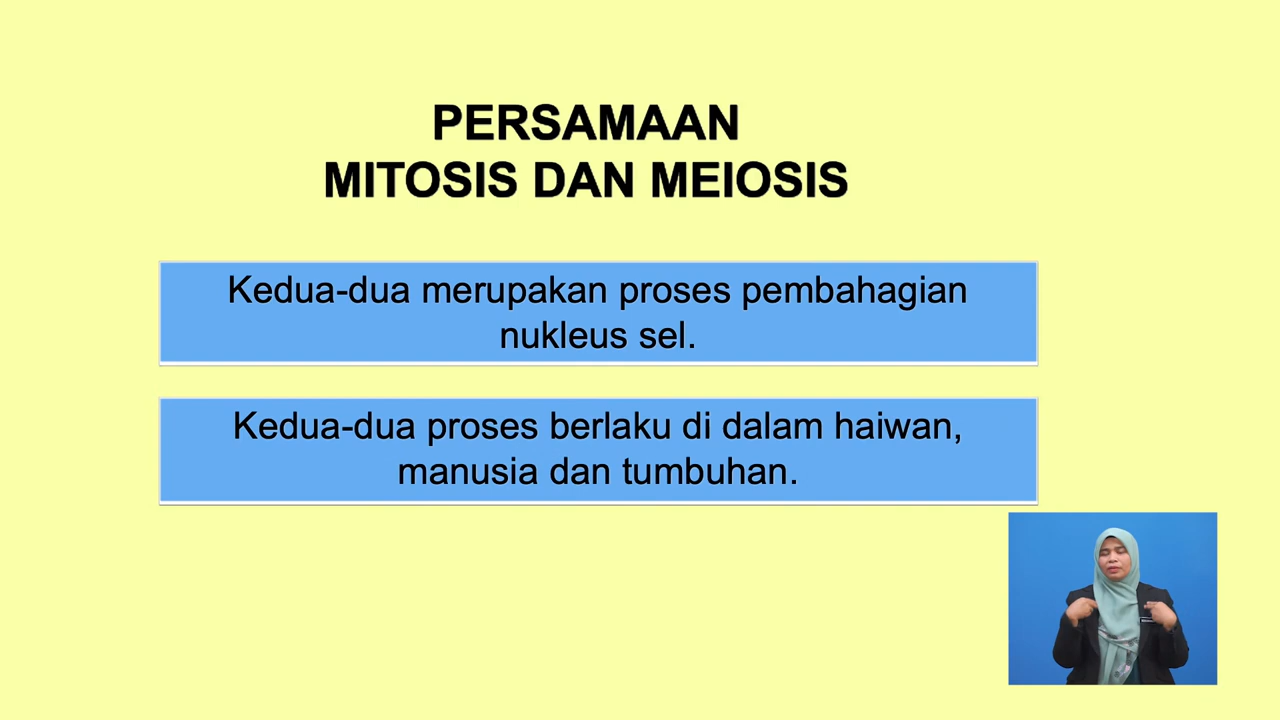 PERSAMAAN
MITOSIS DAN MEIOSIS
Kedua-dua merupakan proses pembahagian
nukleus sel.
Kedua-dua proses berlaku di dalam haiwan,
manusia dan tumbuhan.